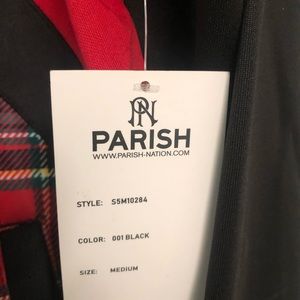 PN
PARISH
WWW.PARISH-NATION.COM
STYLE: S5M10284
COLOR: 001 BLACK
SIZE: MEDIUM